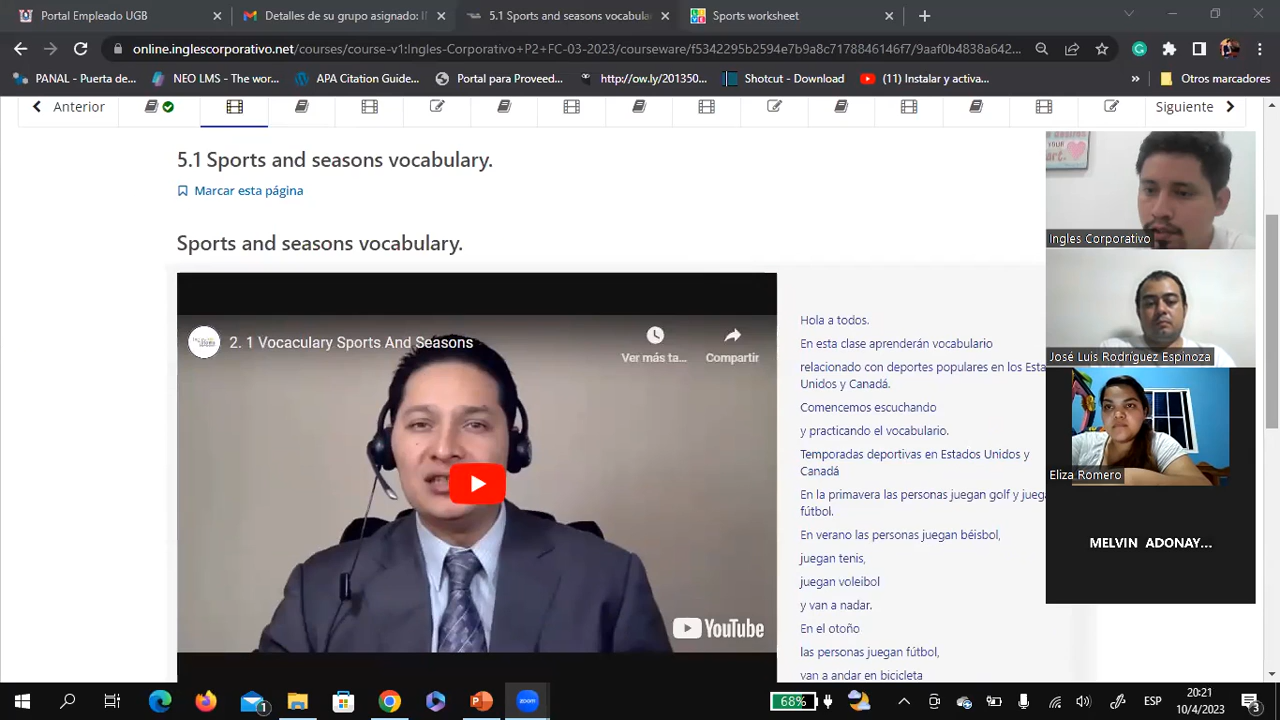 Portal Empleado UGB
Detalles de su grupo asignado: I
5.1 Sports and seasons vocabular
Sports worksheet
online.inglescorporativo.net/courses/course-v1:Ingles-Corporativo+P2+FC-03-2023/courseware/f5342295b2594e7b9a8c7178846146f7/9aaf0b4838a642...
PANAL - Puerta de...
NEO LMS - The wor...
APA Citation Guide...
Portal para Proveed...
http://ow.ly/201350...
Shotcut - Download
(11) Instalar y activa...
»
Otros marcadores
Anterior
Siguiente
5.1 Sports and seasons vocabulary.
Marcar esta página
Sports and seasons vocabulary.
2. 1 Vocaculary Sports And Seasons
Ver más ta...
Compartir
YouTube
Hola a todos.
En esta clase aprenderán vocabulario
relacionado con deportes populares en los Esta
Unidos y Canadá.
Comencemos escuchando
y practicando el vocabulario.
Temporadas deportivas en Estados Unidos y
Canadá
En la primavera las personas juegan golf y juega
fútbol.
En verano las personas juegan béisbol,
juegan tenis,
juegan voleibol
y van a nadar.
En el otoño
las personas juegan fútbol,
van a andar en bicicleta
Ingles Corporativo
José Luis Rodríguez Espinoza
Eliza Romero
MELVIN ADONAY...
1
zoom
68%
ESP
20:21
10/4/2023
3